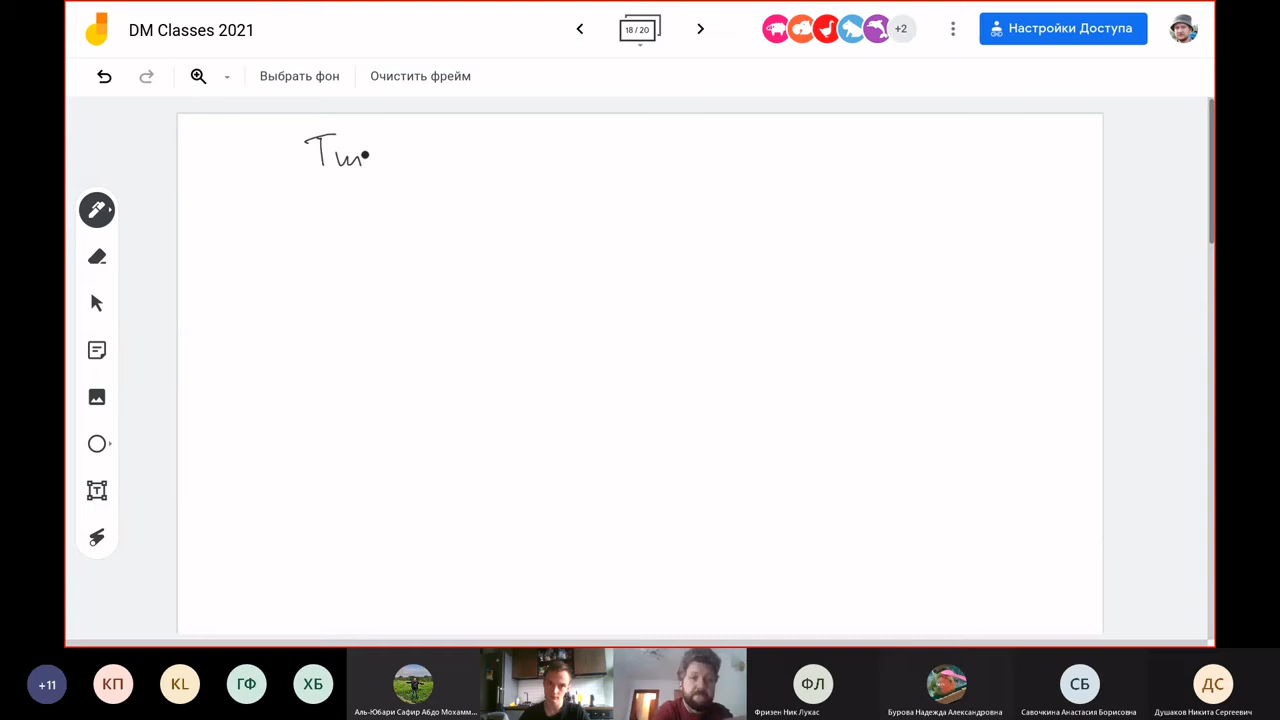 DM Classes 2021
18 / 20
+2
Настройки Доступа
Выбрать фон
Очистить фрейм
Tm
+11
КП
KL
ГФ
ХБ
Аль-Юбари Сафир Абдо Мохамм...
ФЛ
Фризен Ник Лукас
Бурова Надежда Александровна
СБ
Савочкина Анастасия Борисовна
ДС
Душаков Никита Сергеевич